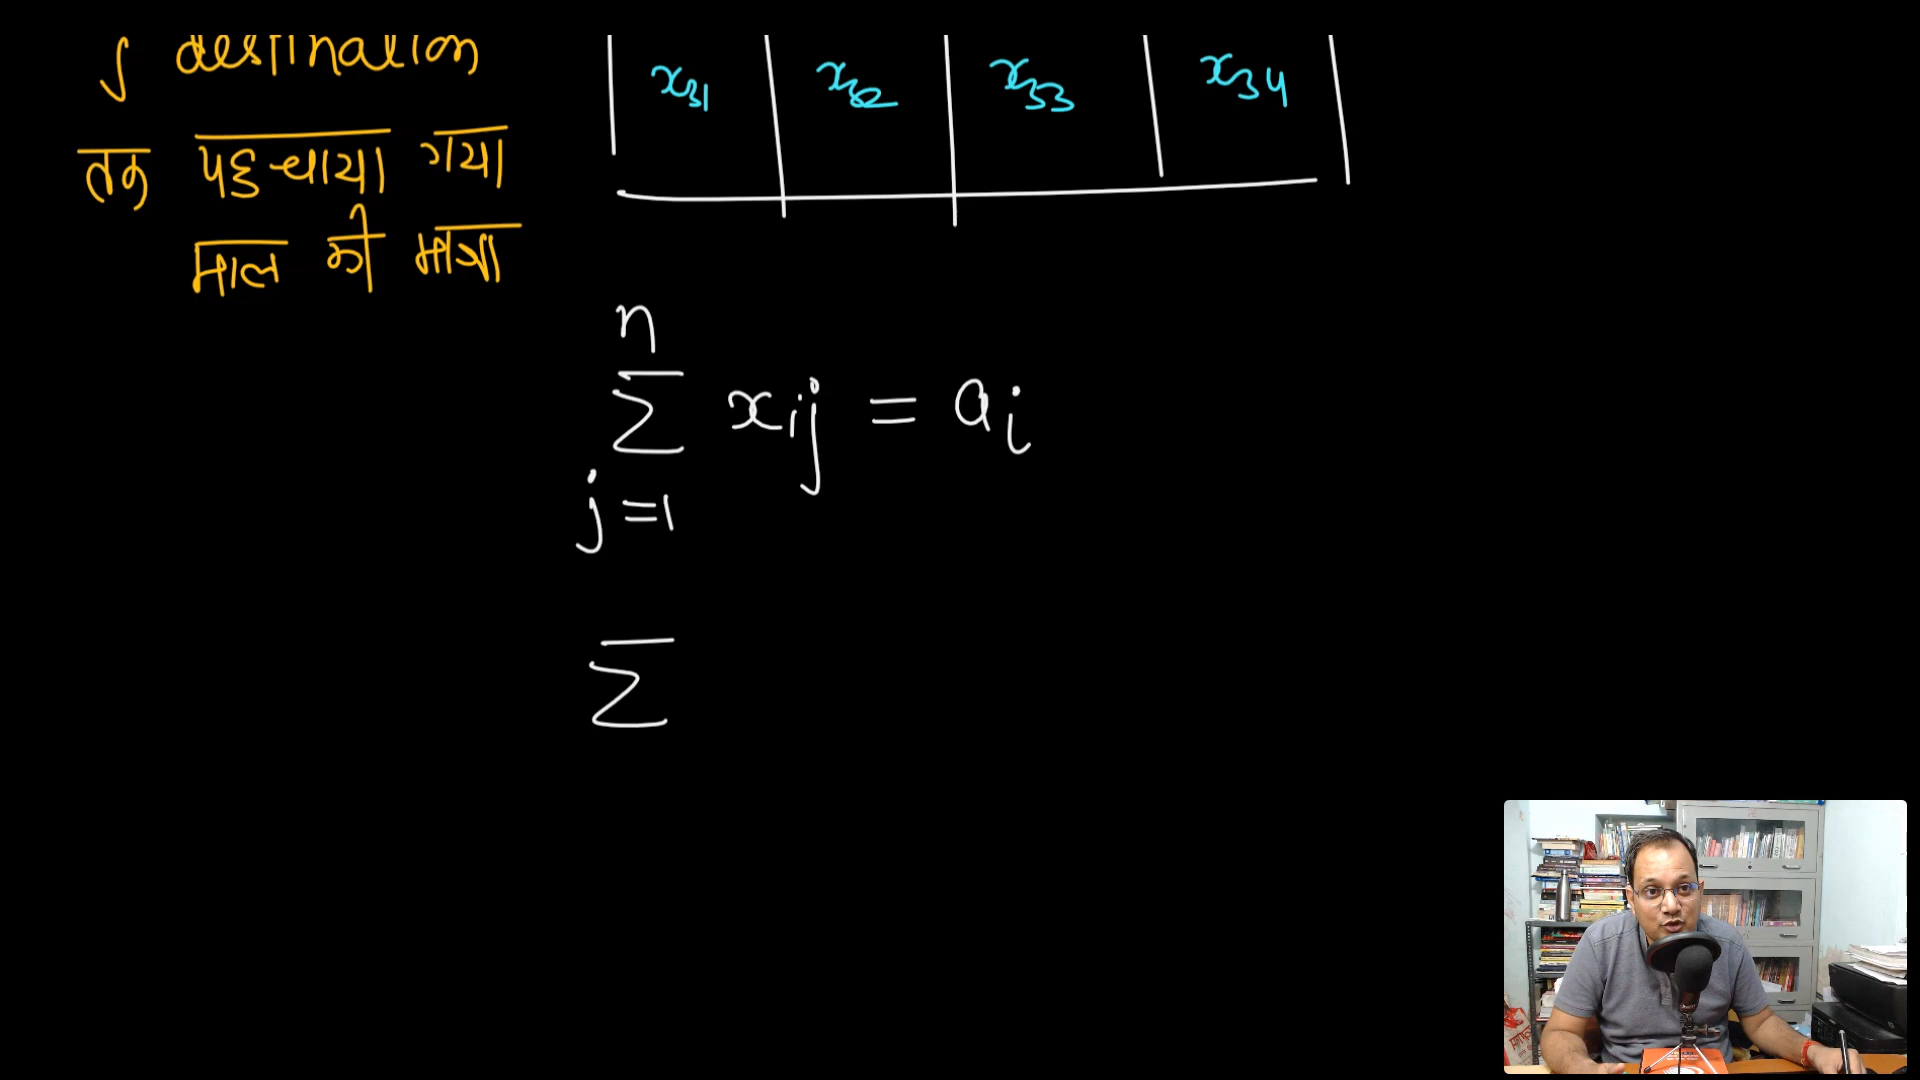 j destination
तक पहुचाया गया
माल की मात्रा
x31 x32 x33 x34
n
Σ xij = ai
j=1
Σ